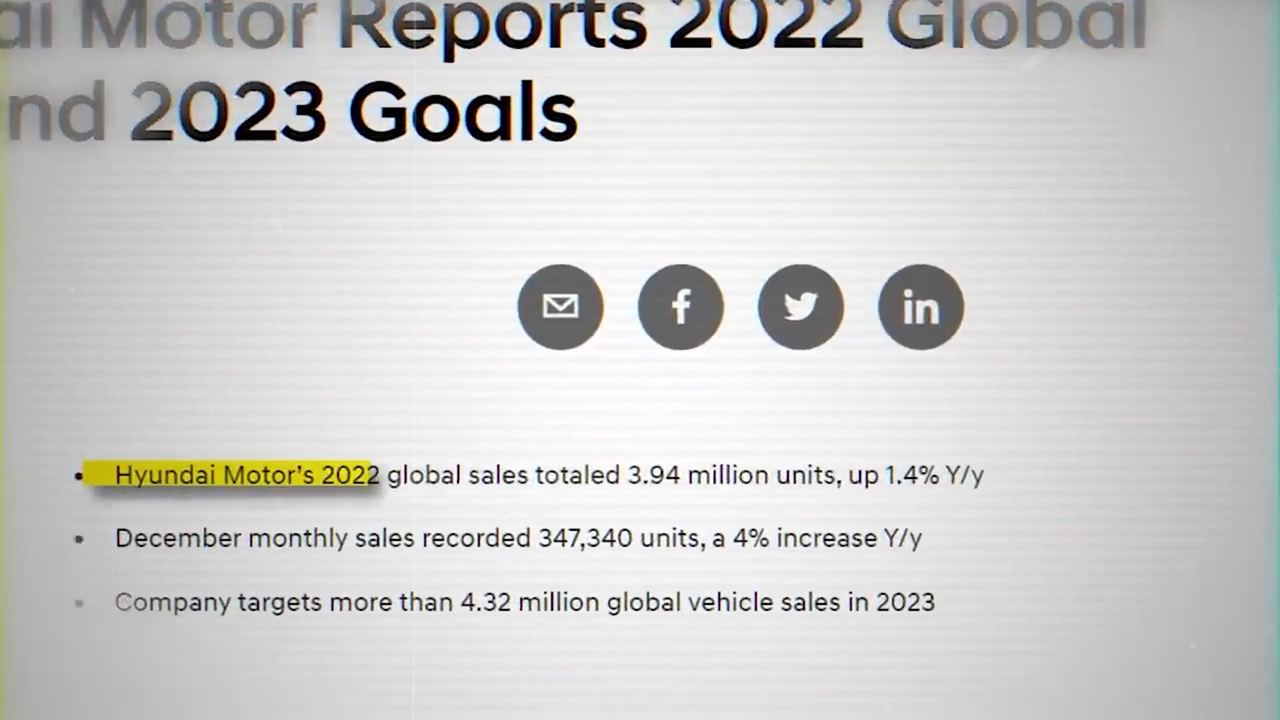 ai Motor Reports 2022 Global
nd 2023 Goals
f
in
Hyundai Motor's 2022 global sales totaled 3.94 million units, up 1.4% Y/y
December monthly sales recorded 347,340 units, a 4% increase Y/y
Company targets more than 4.32 million global vehicle sales in 2023